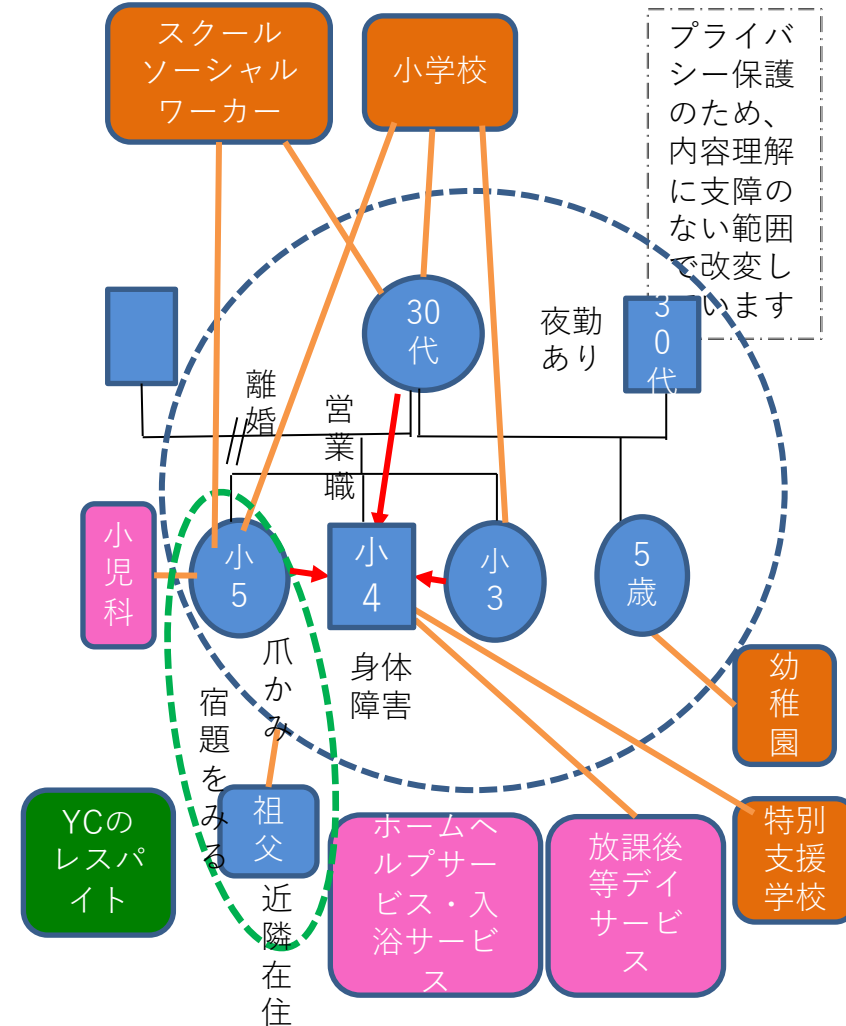 スクール
ソーシャル
ワーカー
小学校
プライバ
シー保護
のため、
内容理解
に支障の
ない範囲
で改変し
ています
30
代
夜勤
あり
30代
離婚
営業職
小児科
小
5
小
4
小
3
5
歳
爪かみ
身体
障害
宿題をみる
幼稚園
YCの
レスパ
イト
祖父
近隣在住
ホームヘ
ルプサー
ビス・入
浴サービ
ス
放課後
等デイ
サービ
ス
特別
支援
学校